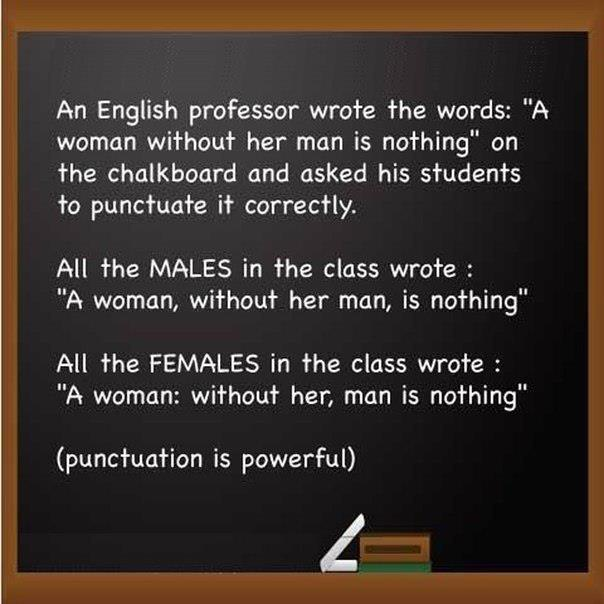 An English professor wrote the words: "A
woman without her man is nothing" on
the chalkboard and asked his students
to punctuate it correctly.
All the MALES in the class wrote :
"A woman, without her man, is nothing"
All the FEMALES in the class wrote :
"A woman: without her, man is nothing"
(punctuation is powerful)